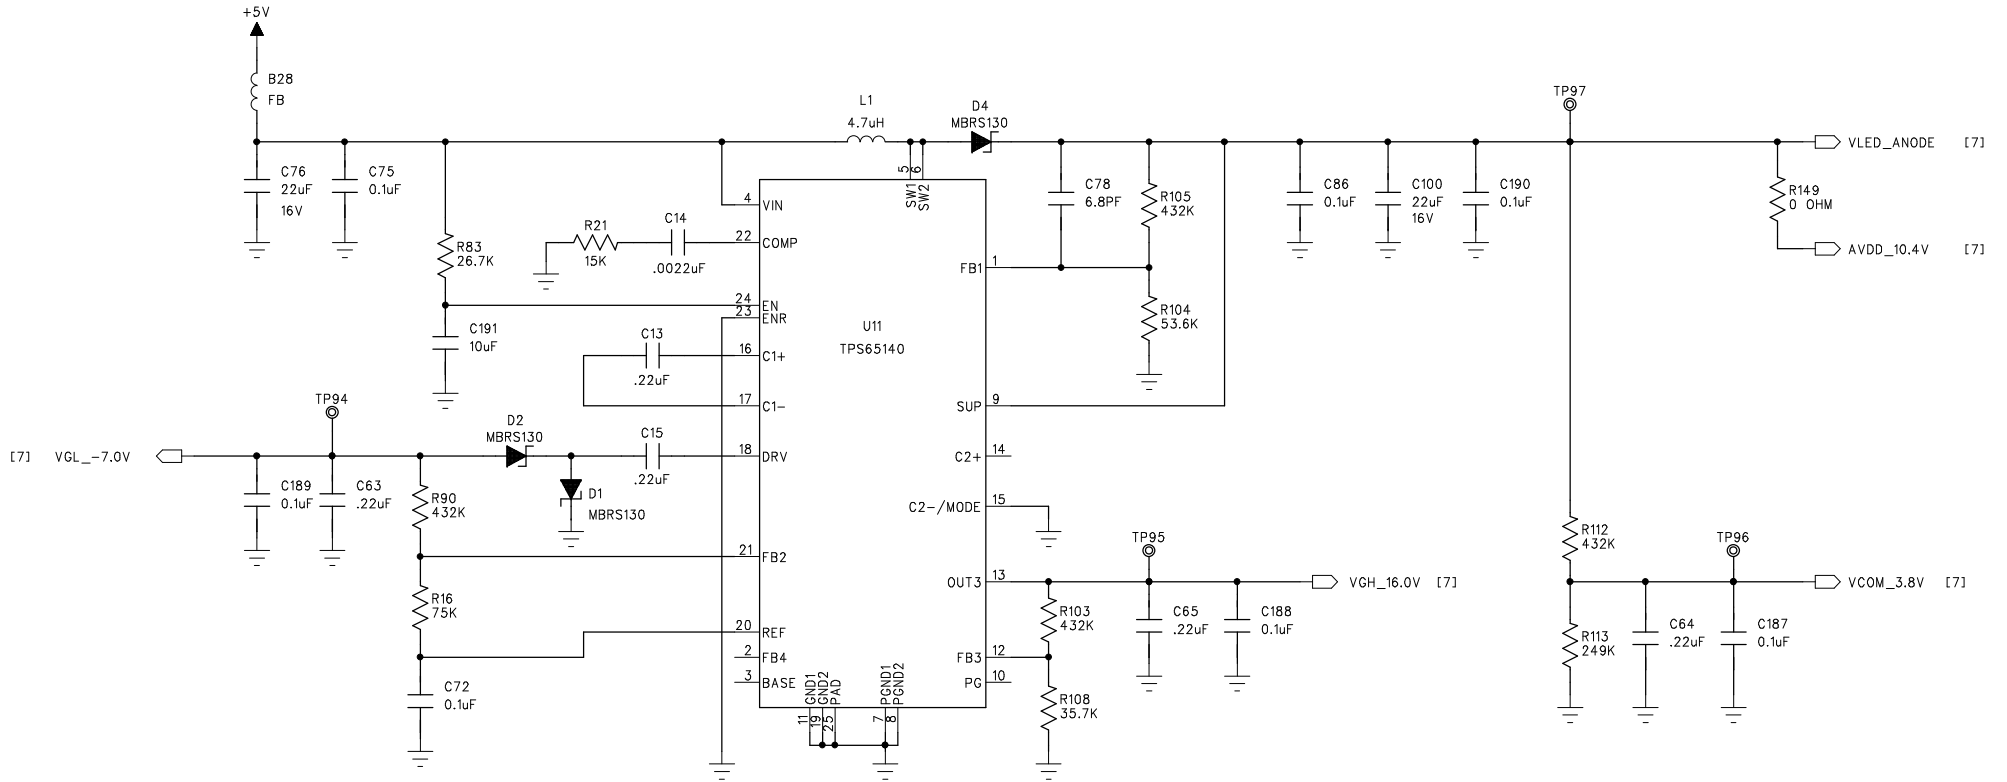 +5V
B28
FB
L1
4.7uH
D4
MBRS130
TP97
VLED_ANODE [7]
C76
22uF
16V
C75
0.1uF
5
6
SW1
SW2
4
VIN
C78
6.8PF
R105
432K
C86
0.1uF
C100
22uF
16V
C190
0.1uF
R149
0 OHM
AVDD_10.4V [7]
R83
26.7K
R21
15K
C14
.0022uF
22
COMP
FB1
1
24
EN
23
ENR
R104
53.6K
U11
TPS65140
C191
10uF
C13
.22uF
16
C1+
17
C1-
SUP
9
TP94
D2
MBRS130
C15
.22uF
18
DRV
C2+
14
[7] VGL_-7.0V
C189
0.1uF
C63
.22uF
R90
432K
D1
MBRS130
C2-/MODE
15
21
FB2
R112
432K
TP95
TP96
OUT3
13
VGH_16.0V [7]
VCOM_3.8V [7]
R16
75K
R103
432K
C65
.22uF
C188
0.1uF
R113
249K
C64
.22uF
C187
0.1uF
20
REF
2
FB4
FB3
12
3
BASE
PG
10
C72
0.1uF
GND1
GND2
PAD
PGND1
PGND2
11
19
25
7
8
R108
35.7K